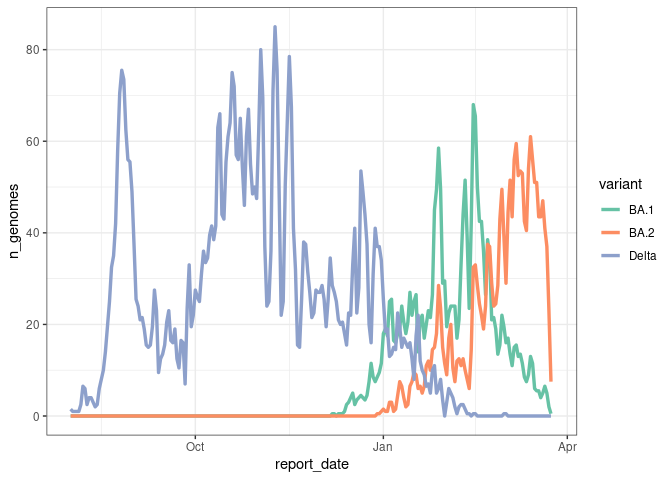 80
60
40
20
0
n_genomes
Oct
Jan
Apr
report_date
variant
BA.1
BA.2
Delta